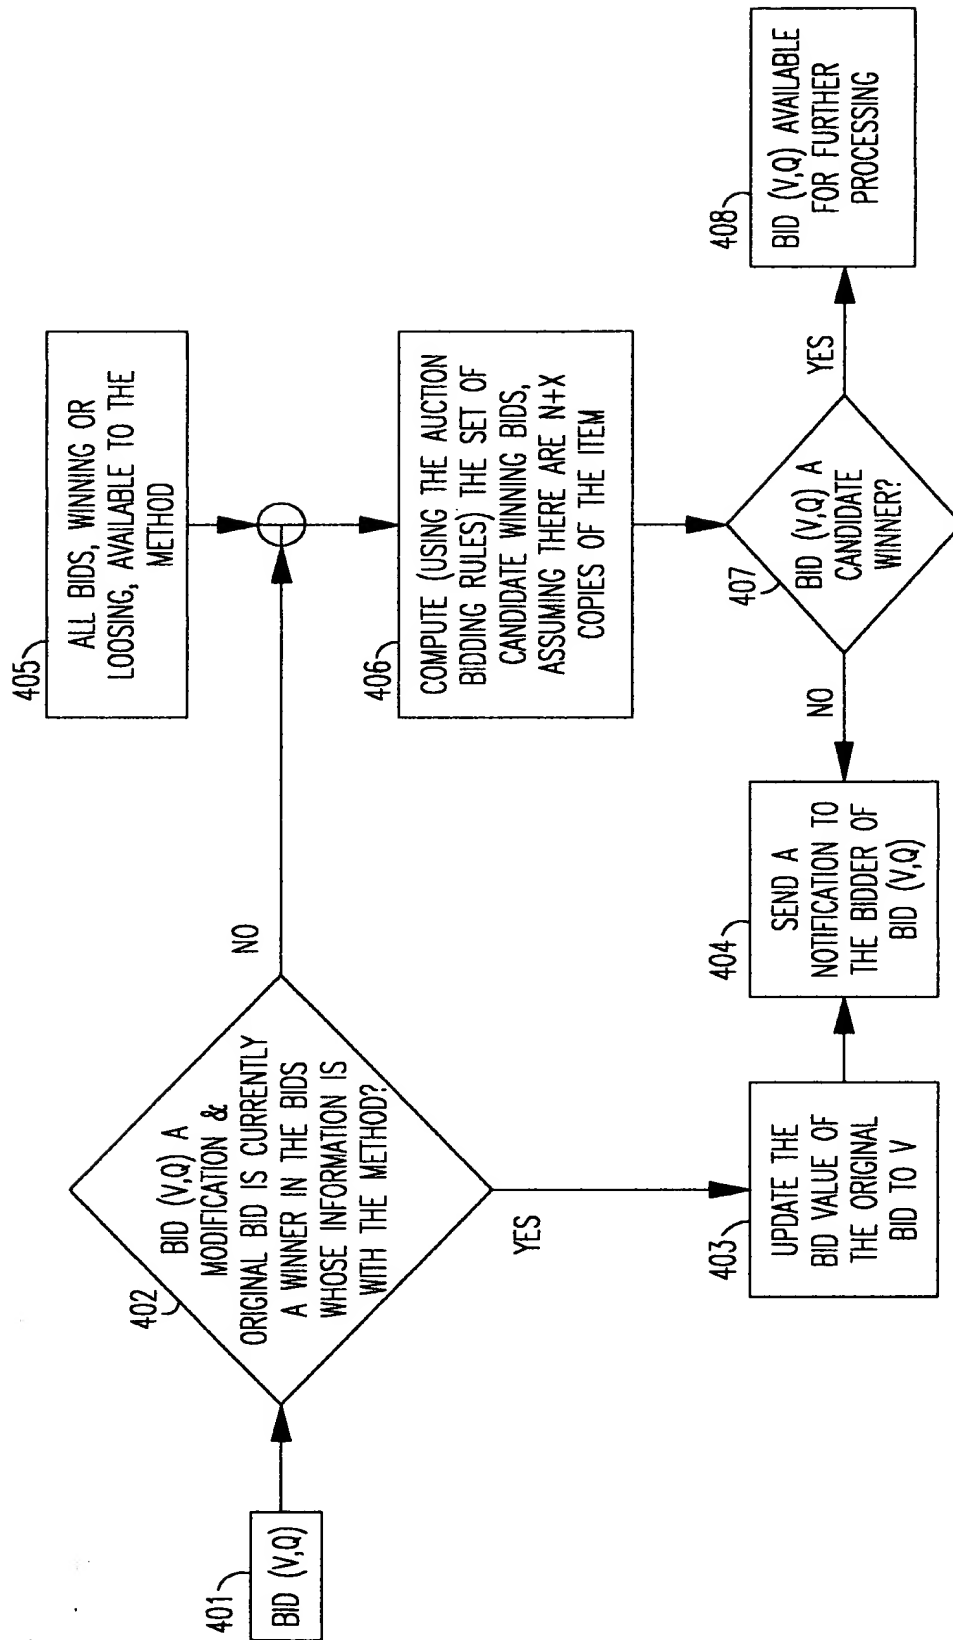 401
BID (V,Q)
402
BID (V,Q) A
MODIFICATION &
ORIGINAL BID IS CURRENTLY
A WINNER IN THE BIDS
WHOSE INFORMATION IS
WITH THE METHOD?
NO
YES
403
UPDATE THE
BID VALUE OF
THE ORIGINAL
BID TO V
404
SEND A
NOTIFICATION TO
THE BIDDER OF
BID (V,Q)
405
ALL BIDS, WINNING OR
LOOSING, AVAILABLE TO THE
METHOD
406
COMPUTE (USING THE AUCTION
BIDDING RULES) THE SET OF
CANDIDATE WINNING BIDS,
ASSUMING THERE ARE N+X
COPIES OF THE ITEM
407
BID (V,Q) A
CANDIDATE
WINNER?
NO
YES
408
BID (V,Q) AVAILABLE
FOR FURTHER
PROCESSING